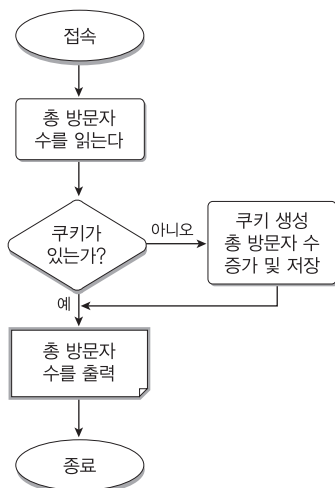 접속
총 방문자
수를 읽는다
쿠키가
있는가?
아니오
쿠키 생성
총 방문자 수
증가 및 저장
예
총 방문자
수를 출력
종료